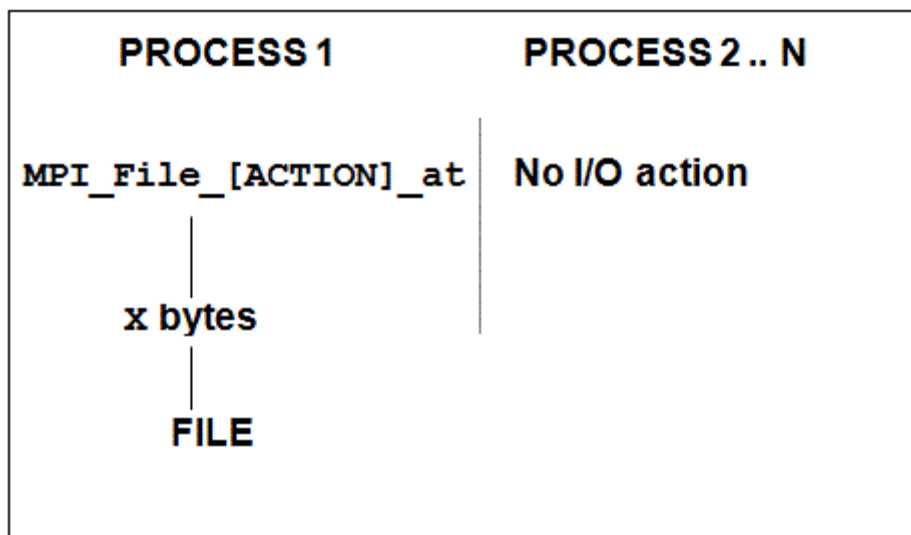 PROCESS 1 PROCESS 2 .. N
MPI_File_[ACTION]_at No I/O action
x bytes
FILE